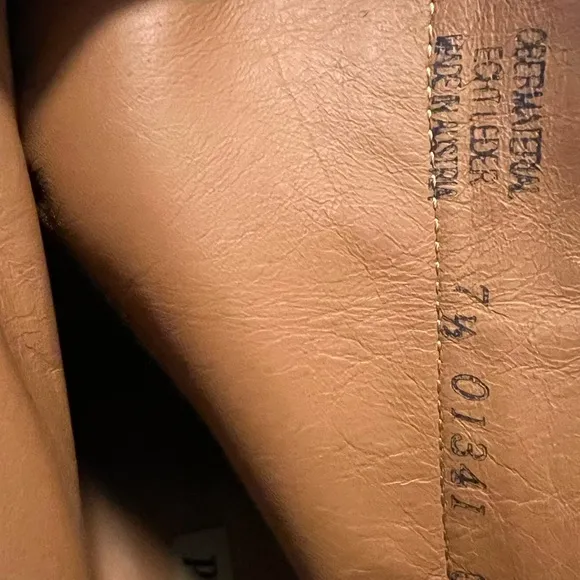 OBERMATERIAL
ECHT LEDER
MADE IN AUSTRIA
7½ 01341